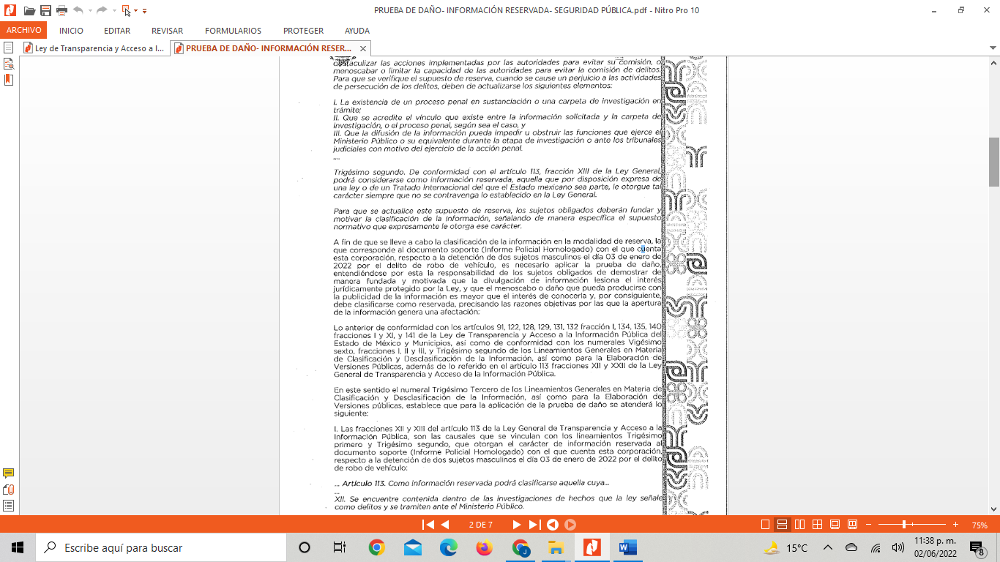 PRUEBA DE DAÑO- INFORMACIÓN RESERVADA- SEGURIDAD PÚBLICA.pdf - Nitro Pro 10
ARCHIVO INICIO EDITAR REVISAR FORMULARIOS PROTEGER AYUDA
Ley de Transparencia y Acceso a l... PRUEBA DE DAÑO- INFORMACIÓN RESER...
obstaculizar las acciones implementadas por las autoridades para evitar su comisión, o
menoscabar o limitar la capacidad de las autoridades para evitar la comisión de delitos.
Para que se verifique el supuesto de reserva, cuando se cause un perjuicio a las actividades
de persecución de los delitos, deben de actualizarse los siguientes elementos:
I. La existencia de un proceso penal en sustanciación o una carpeta de investigación en
trámite;
II. Que se acredite el vínculo que existe entre la información solicitada y la carpeta de
investigación, o el proceso penal, según sea el caso, y
III. Que la difusión de la información pueda impedir u obstruir las funciones que ejerce el
Ministerio Público o su equivalente durante la etapa de investigación o ante los tribunales
judiciales con motivo del ejercicio de la acción penal.
....
Trigésimo segundo. De conformidad con el artículo 113, fracción XIII de la Ley General,
podrá considerarse como información reservada, aquella que por disposición expresa de
una ley o de un Tratado Internacional del que el Estado mexicano sea parte, le otorgue tal
carácter siempre que no se contravenga lo establecido en la Ley General.
Para que se actualice este supuesto de reserva, los sujetos obligados deberán fundar y
motivar la clasificación de la información, señalando de manera específica el supuesto
normativo que expresamente le otorga ese carácter.
A fin de que se lleve a cabo la clasificación de la información en la modalidad de reserva, la
que corresponde al documento soporte (Informe Policial Homologado) con el que cuenta
esta corporación, respecto a la detención de dos sujetos masculinos el día 03 de enero de
2022 por el delito de robo de vehículo, es necesario aplicar la prueba de daño,
entendiéndose por esta la responsabilidad de los sujetos obligados de demostrar de
manera fundada y motivada que la divulgación de información lesiona el interés
jurídicamente protegido por la Ley, y que el menoscabo o daño que pueda producirse con
la publicidad de la información es mayor que el interés de conocerla y, por consiguiente,
debe clasificarse como reservada, precisando las razones objetivas por las que la apertura
de la información genera una afectación:
Lo anterior de conformidad con los artículos 91, 122, 128, 129, 131, 132 fracción I, 134, 135, 140
fracciones I y XI, y 141 de la Ley de Transparencia y Acceso a la Información Pública del
Estado de México y Municipios, así como de conformidad con los numerales Vigésimo
sexto, fracciones I, II y III, y Trigésimo segundo de los Lineamientos Generales en Materia
de Clasificación y Desclasificación de la Información, así como para la Elaboración de
Versiones Públicas, además de lo referido en el artículo 113 fracciones XII y XXII de la Ley
General de Transparencia y Acceso de la Información Pública.
En este sentido el numeral Trigésimo Tercero de los Lineamientos Generales en Materia de
Clasificación y Desclasificación de la Información, así como para la Elaboración de
Versiones públicas, establece que para la aplicación de la prueba de daño se atenderá lo
siguiente:
I. Las fracciones XII y XIII del artículo 113 de la Ley General de Transparencia y Acceso a la
Información Pública, son las causales que se vinculan con los lineamientos Trigésimo
primero y Trigésimo segundo, que otorgan el carácter de información reservada al
documento soporte (Informe Policial Homologado) con el que cuenta esta corporación,
respecto a la detención de dos sujetos masculinos el día 03 de enero de 2022 por el delito
de robo de vehículo:
... Artículo 113. Como información reservada podrá clasificarse aquella cuya...
...
XII. Se encuentre contenida dentro de las investigaciones de hechos que la ley señale
como delitos y se tramiten ante el Ministerio Público.
2 DE 7
75%
Escribe aquí para buscar
15°C
11:38 p. m.
02/06/2022
8